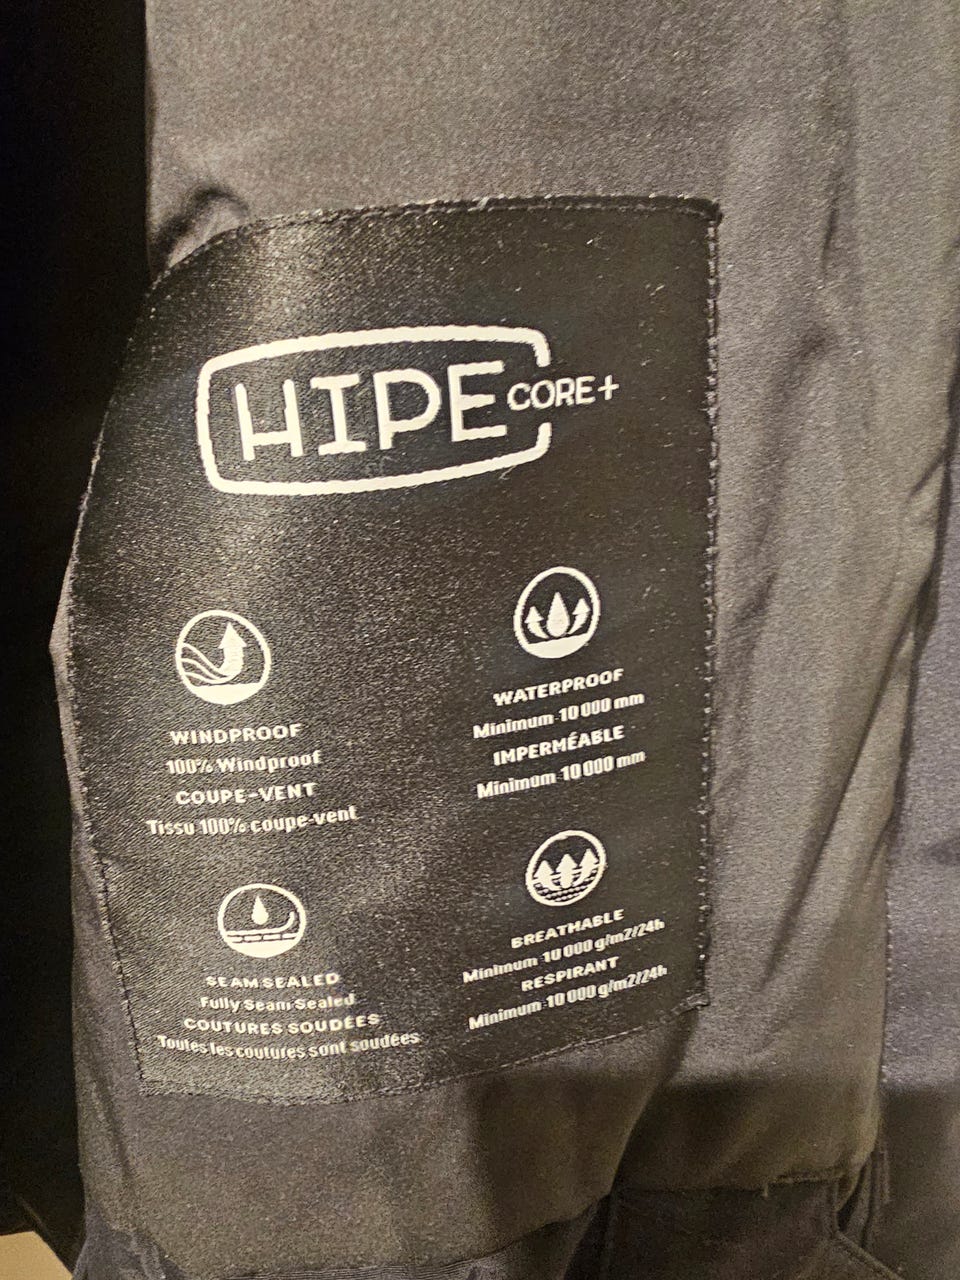 HIPE CORE+
WINDPROOF
100% Windproof
COUPE-VENT
Tissu 100% coupe-vent
WATERPROOF
Minimum 10 000 mm
IMPERMÉABLE
Minimum 10 000 mm
SEAM SEALED
Fully Seam Sealed
COUTURES SOUDÉES
Toutes les coutures sont soudées
BREATHABLE
Minimum 10 000 g/m2/24h
RESPIRANT
Minimum 10 000 g/m2/24h